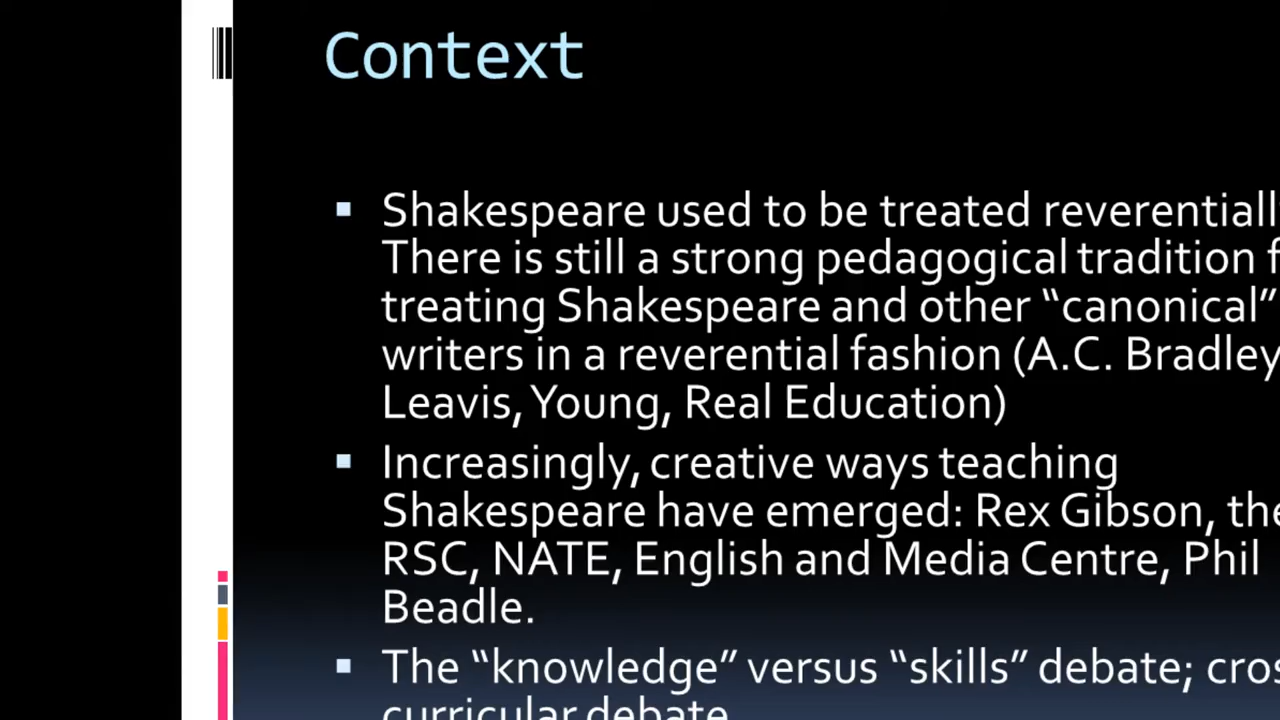 Context
Shakespeare used to be treated reverentiall
There is still a strong pedagogical tradition f
treating Shakespeare and other “canonical”
writers in a reverential fashion (A.C. Bradley
Leavis, Young, Real Education)
Increasingly, creative ways teaching
Shakespeare have emerged: Rex Gibson, the
RSC, NATE, English and Media Centre, Phil
Beadle.
The “knowledge” versus “skills” debate; cros
curricular debate